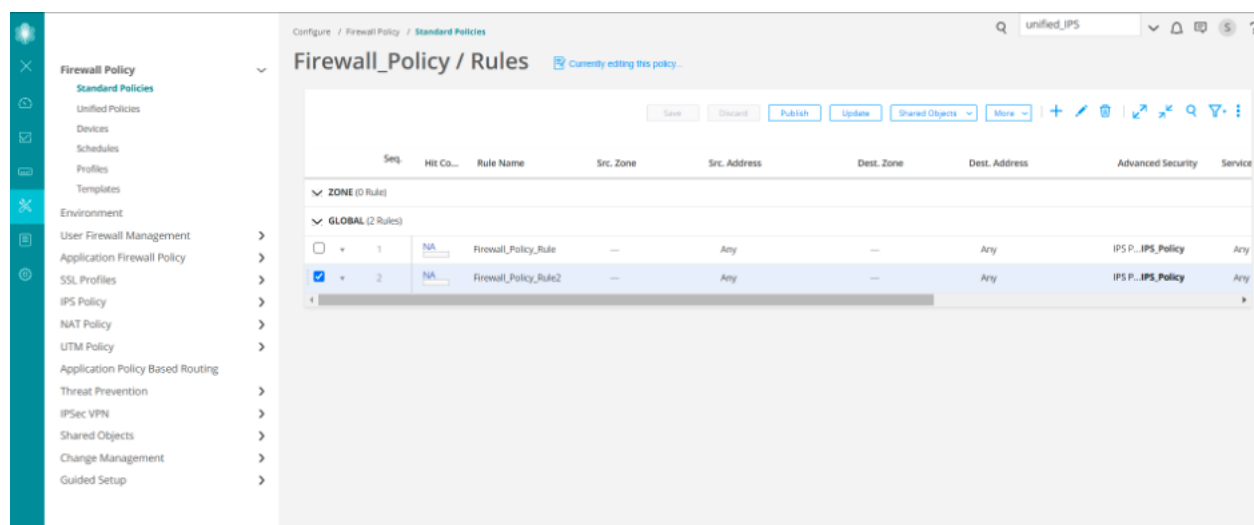 Configure / Firewall Policy / Standard Policies
unified_IPS
S
?
Firewall_Policy / Rules
Currently editing this policy...
Firewall Policy
Standard Policies
Unified Policies
Devices
Schedules
Profiles
Templates
Environment
User Firewall Management
Application Firewall Policy
SSL Profiles
IPS Policy
NAT Policy
UTM Policy
Application Policy Based Routing
Threat Prevention
IPSec VPN
Shared Objects
Change Management
Guided Setup
Save Discard Publish Update Shared Objects More
Seq. Hit Co... Rule Name Src. Zone Src. Address Dest. Zone Dest. Address Advanced Security Service
ZONE (0 Rule)
GLOBAL (2 Rules)
1 NA Firewall_Policy_Rule — Any — Any IPS P...IPS_Policy Any
2 NA Firewall_Policy_Rule2 — Any — Any IPS P...IPS_Policy Any